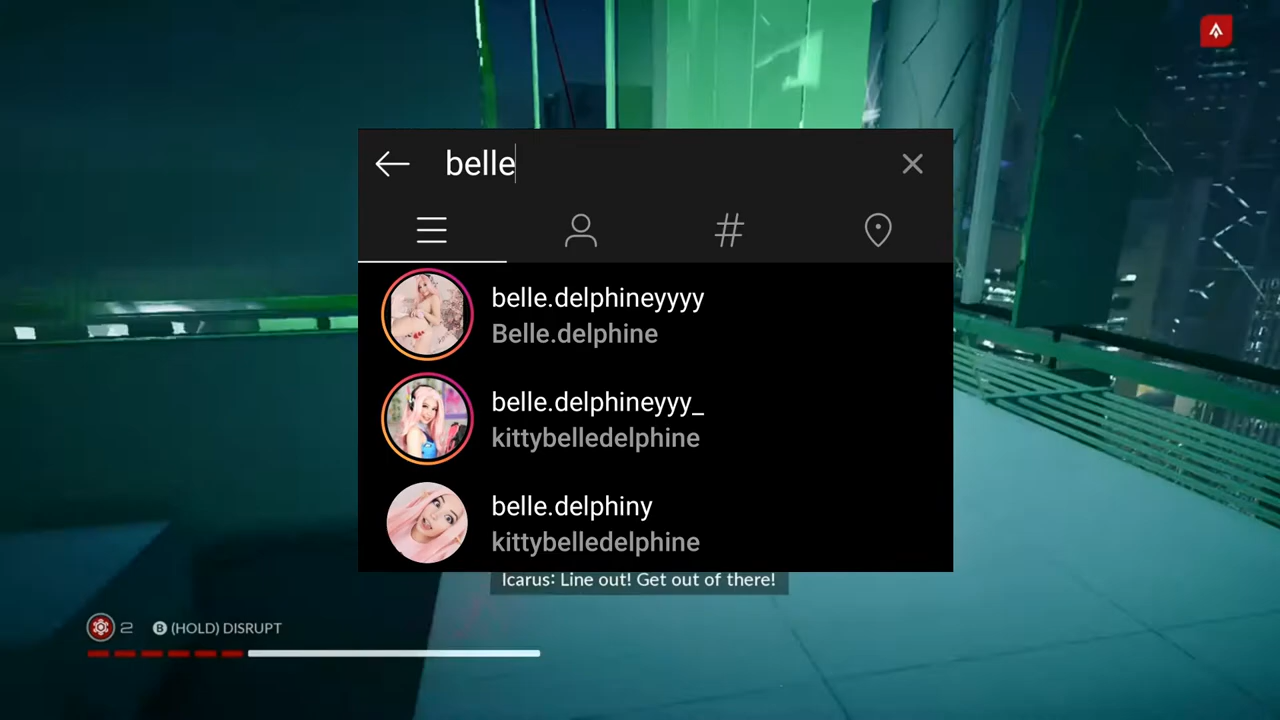 belle
belle.delphineyyyy
Belle.delphine
belle.delphineyyy_
kittybelledelphine
belle.delphiny
kittybelledelphine
Icarus: Line out! Get out of there!
2 B (HOLD) DISRUPT